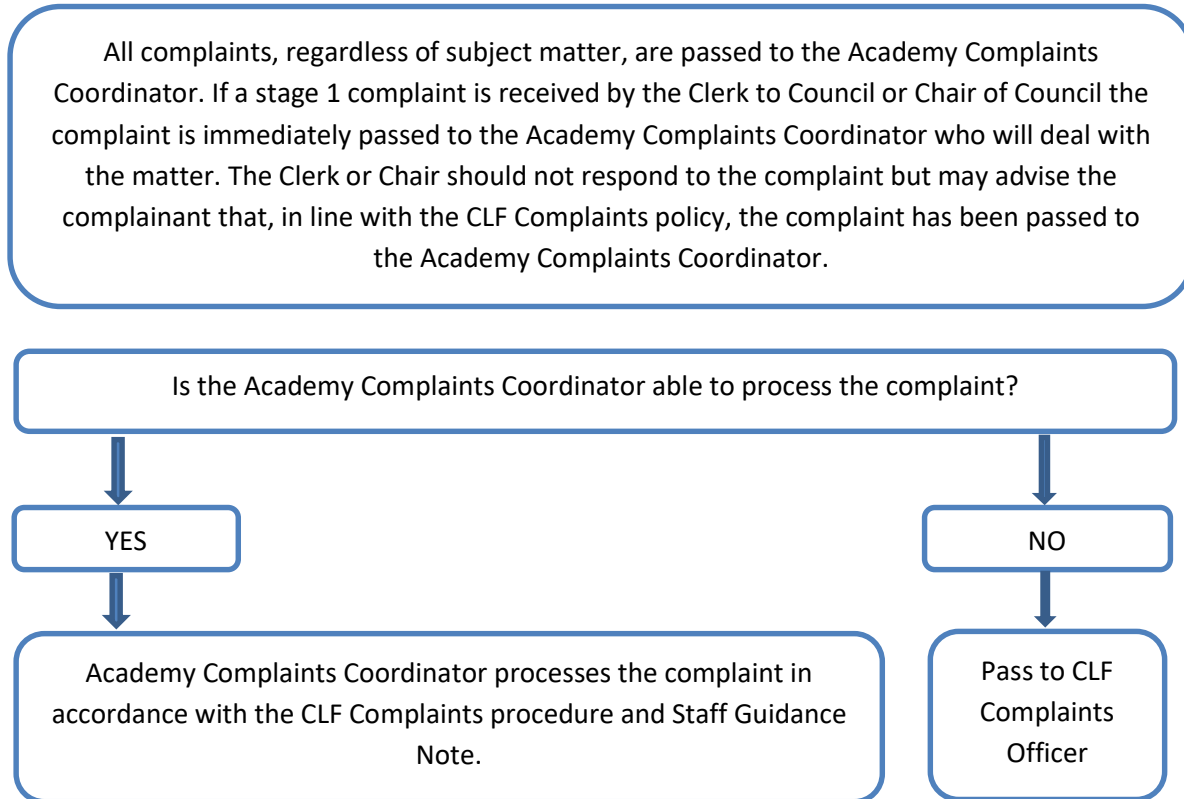 All complaints, regardless of subject matter, are passed to the Academy Complaints
Coordinator. If a stage 1 complaint is received by the Clerk to Council or Chair of Council the
complaint is immediately passed to the Academy Complaints Coordinator who will deal with
the matter. The Clerk or Chair should not respond to the complaint but may advise the
complainant that, in line with the CLF Complaints policy, the complaint has been passed to
the Academy Complaints Coordinator.
Is the Academy Complaints Coordinator able to process the complaint?
YES
NO
Academy Complaints Coordinator processes the complaint in
accordance with the CLF Complaints procedure and Staff Guidance
Note.
Pass to CLF
Complaints
Officer